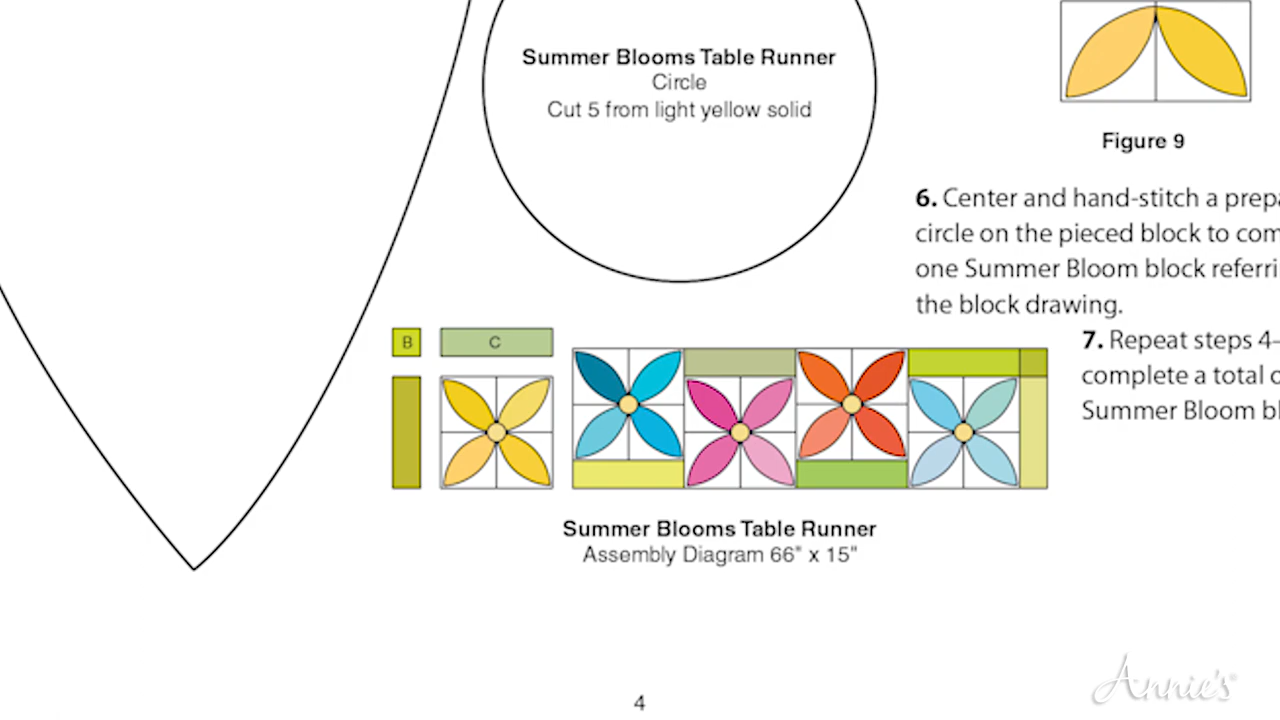 Summer Blooms Table Runner
Circle
Cut 5 from light yellow solid
Figure 9
6. Center and hand-stitch a prepa
circle on the pieced block to com
one Summer Bloom block referri
the block drawing.
7. Repeat steps 4–
complete a total o
Summer Bloom bl
B
C
Summer Blooms Table Runner
Assembly Diagram 66" x 15"
4
Annie's®